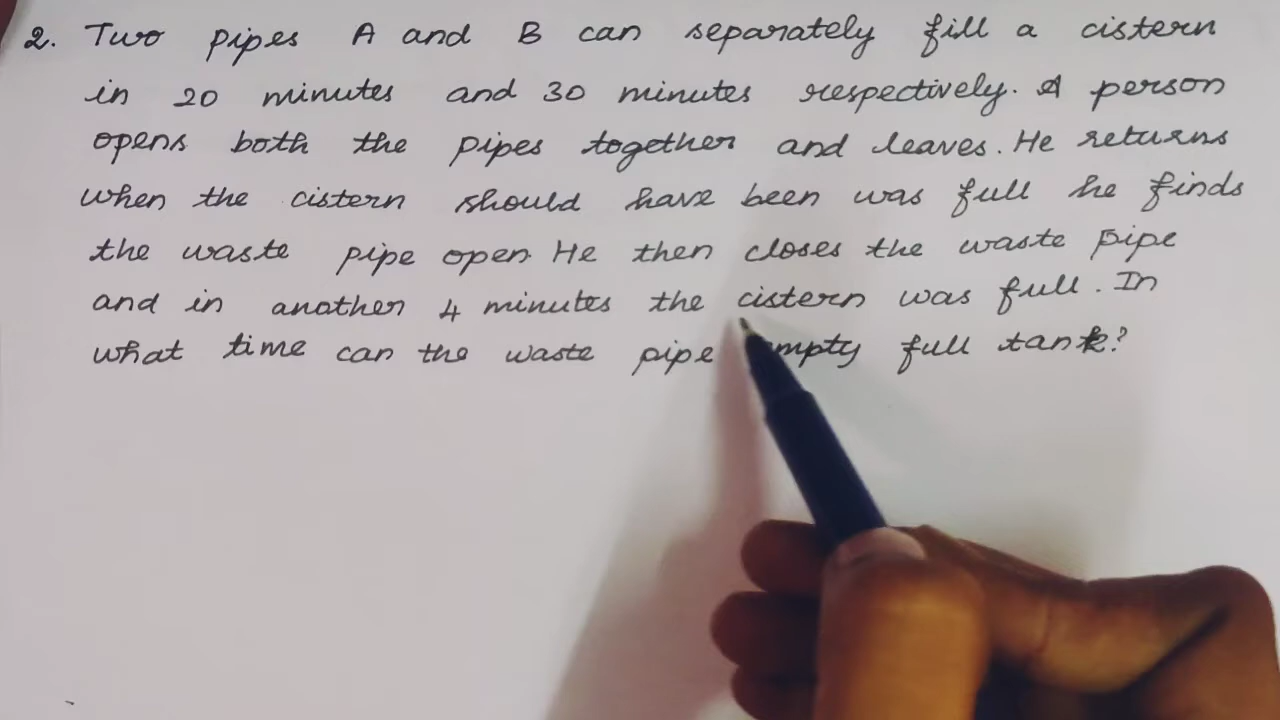 2. Two pipes A and B can separately fill a cistern
in 20 minutes and 30 minutes respectively. A person
opens both the pipes together and leaves. He returns
when the cistern should have been was full he finds
the waste pipe open. He then closes the waste pipe
and in another 4 minutes the cistern was full. In
what time can the waste pipe empty full tank?